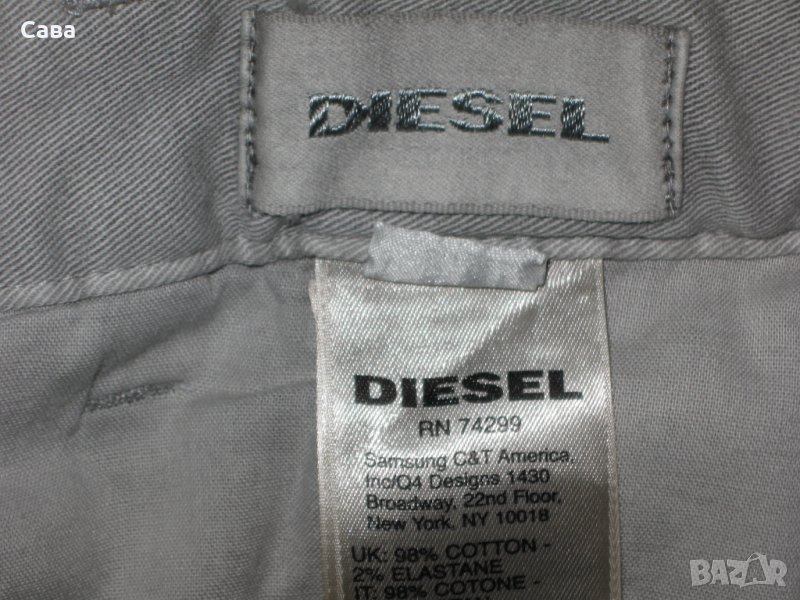 Сава
DIESEL
DIESEL
RN 74299
Samsung C&T America,
Inc/Q4 Designs 1430
Broadway, 22nd Floor,
New York, NY 10018
UK: 98% COTTON -
2% ELASTANE
IT: 98% COTONE -
BAZAR